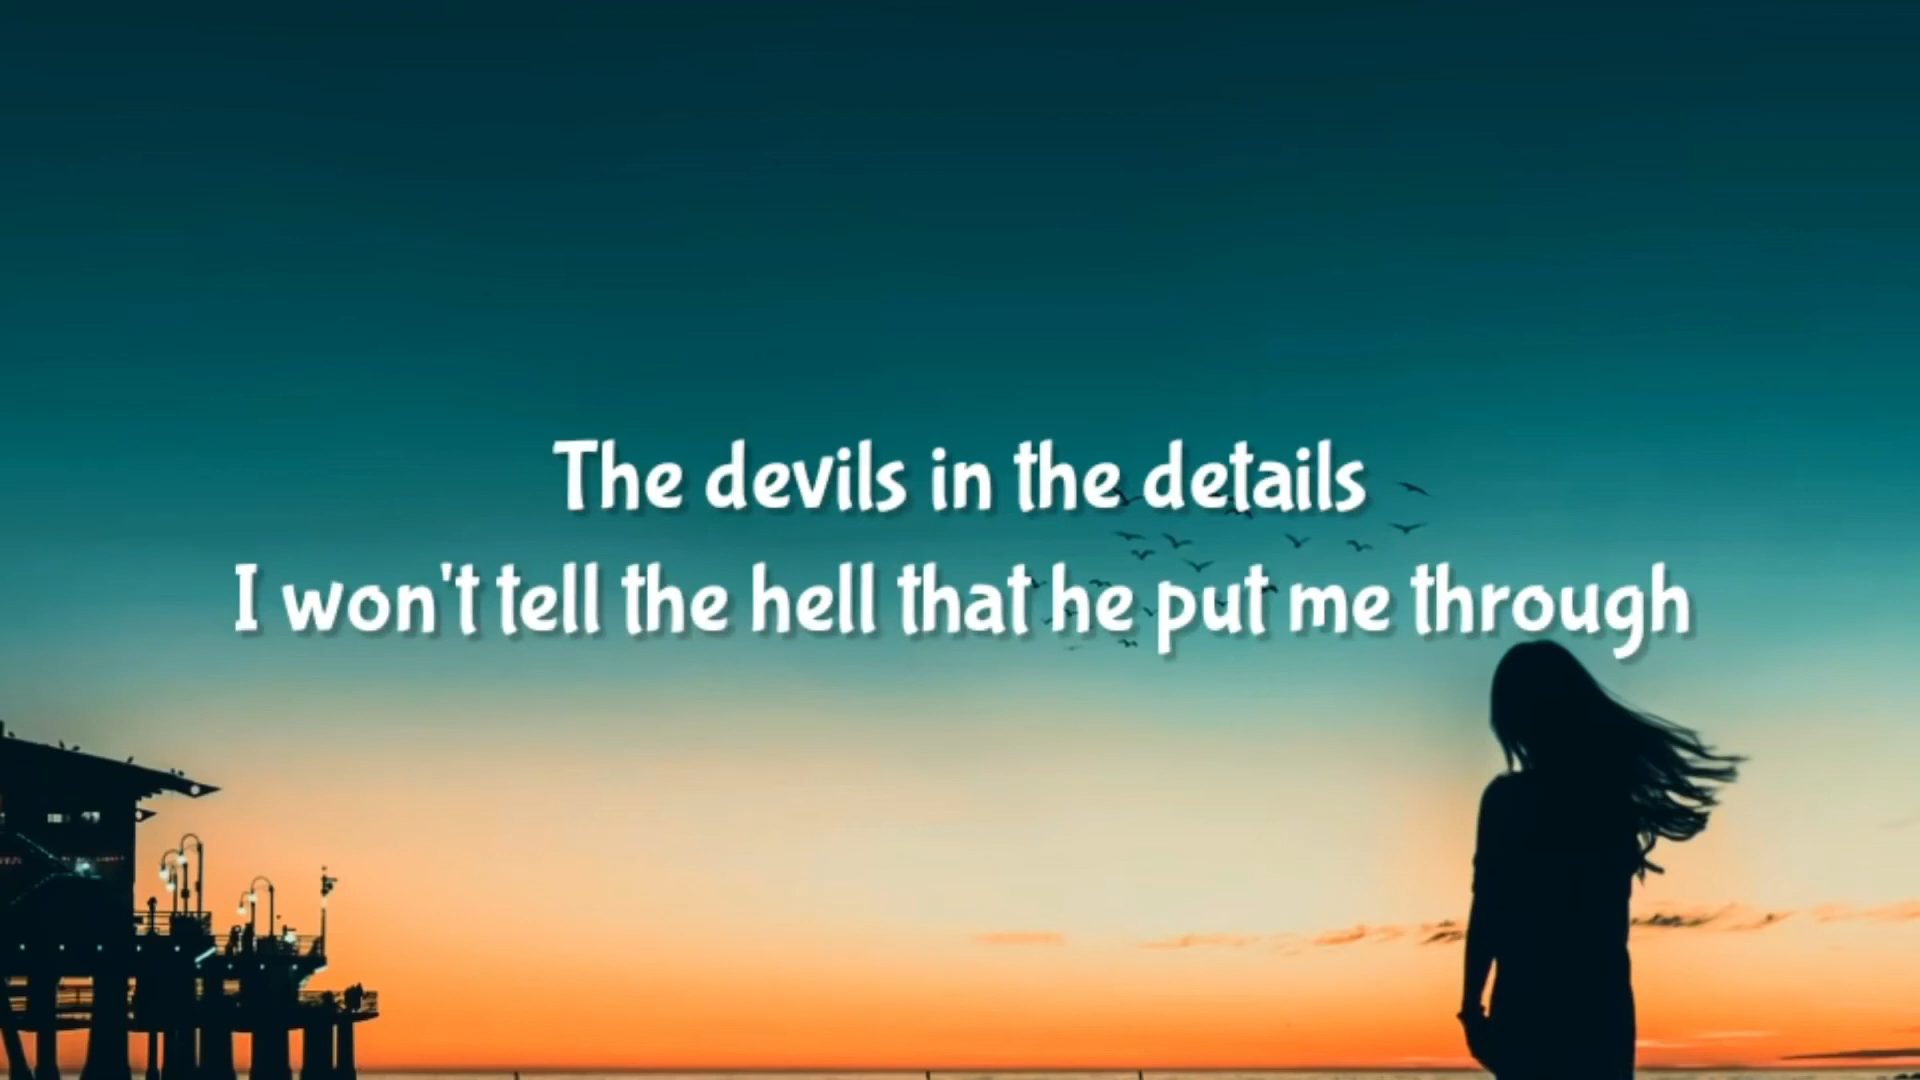 The devils in the details
I won't tell the hell that he put me through